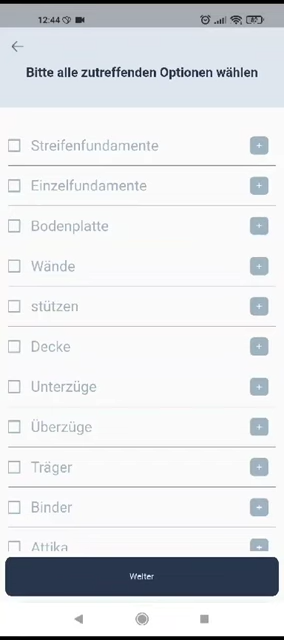 12:44
Bitte alle zutreffenden Optionen wählen
Streifenfundamente
Einzelfundamente
Bodenplatte
Wände
stützen
Decke
Unterzüge
Überzüge
Träger
Binder
Attika
Weiter